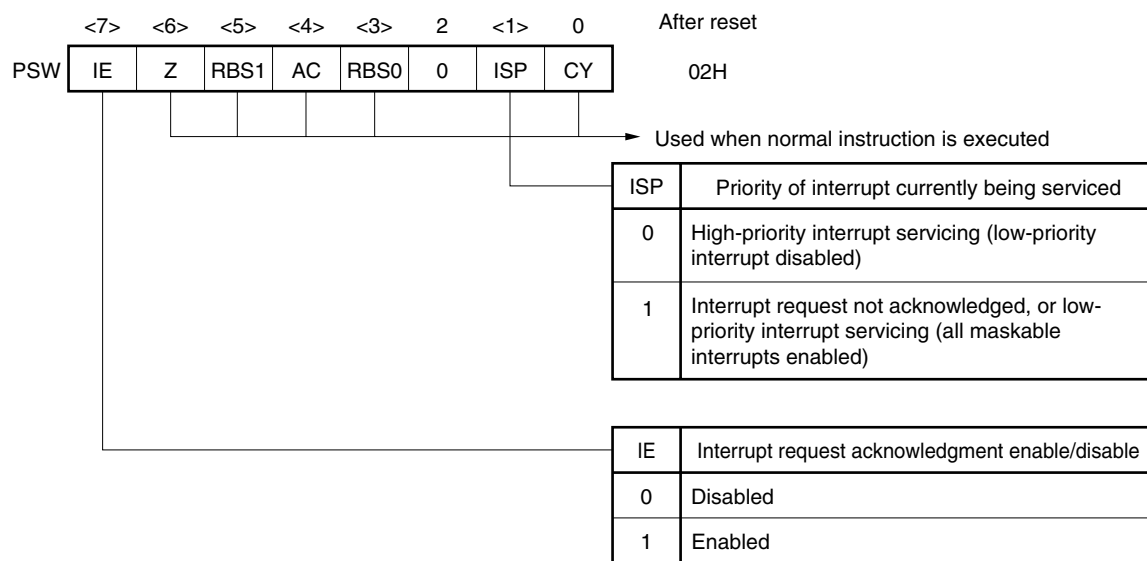 <7> <6> <5> <4> <3> 2 <1> 0 After reset
PSW IE Z RBS1 AC RBS0 0 ISP CY 02H
Used when normal instruction is executed
ISP Priority of interrupt currently being serviced
0 High-priority interrupt servicing (low-priority
interrupt disabled)
1 Interrupt request not acknowledged, or low-
priority interrupt servicing (all maskable
interrupts enabled)
IE Interrupt request acknowledgment enable/disable
0 Disabled
1 Enabled